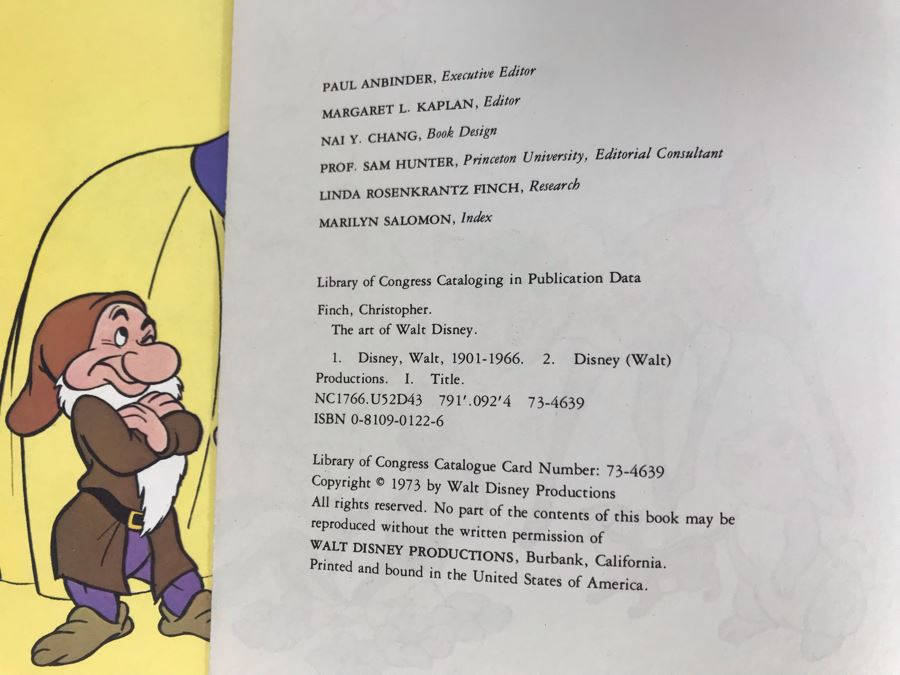 PAUL ANBINDER, Executive Editor
MARGARET L. KAPLAN, Editor
NAI Y. CHANG, Book Design
PROF. SAM HUNTER, Princeton University, Editorial Consultant
LINDA ROSENKRANTZ FINCH, Research
MARILYN SALOMON, Index
Library of Congress Cataloging in Publication Data
Finch, Christopher.
The art of Walt Disney.
1. Disney, Walt, 1901-1966. 2. Disney (Walt)
Productions. I. Title.
NC1766.U52D43 791'.092'4 73-4639
ISBN 0-8109-0122-6
Library of Congress Catalogue Card Number: 73-4639
Copyright © 1973 by Walt Disney Productions
All rights reserved. No part of the contents of this book may be
reproduced without the written permission of
WALT DISNEY PRODUCTIONS, Burbank, California.
Printed and bound in the United States of America.